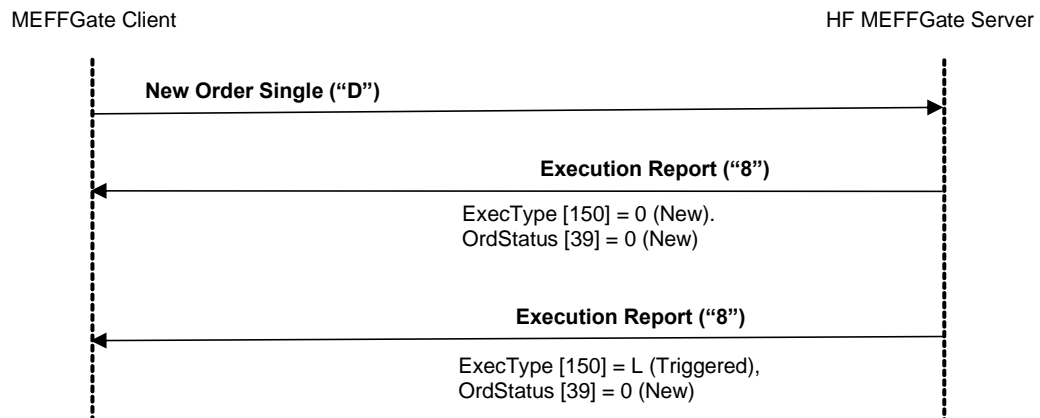 MEFFGate Client
HF MEFFGate Server
New Order Single (“D”)
Execution Report (“8”)
ExecType [150] = 0 (New).
OrdStatus [39] = 0 (New)
Execution Report (“8”)
ExecType [150] = L (Triggered),
OrdStatus [39] = 0 (New)